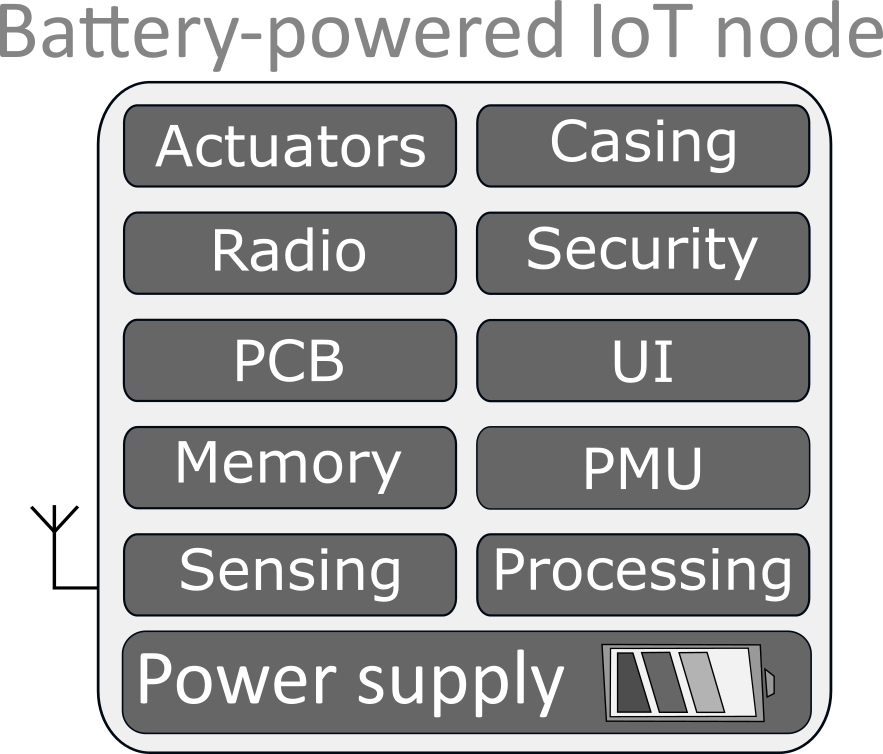 Battery-powered IoT node
Actuators
Casing
Radio
Security
PCB
UI
Memory
PMU
Sensing
Processing
Power supply